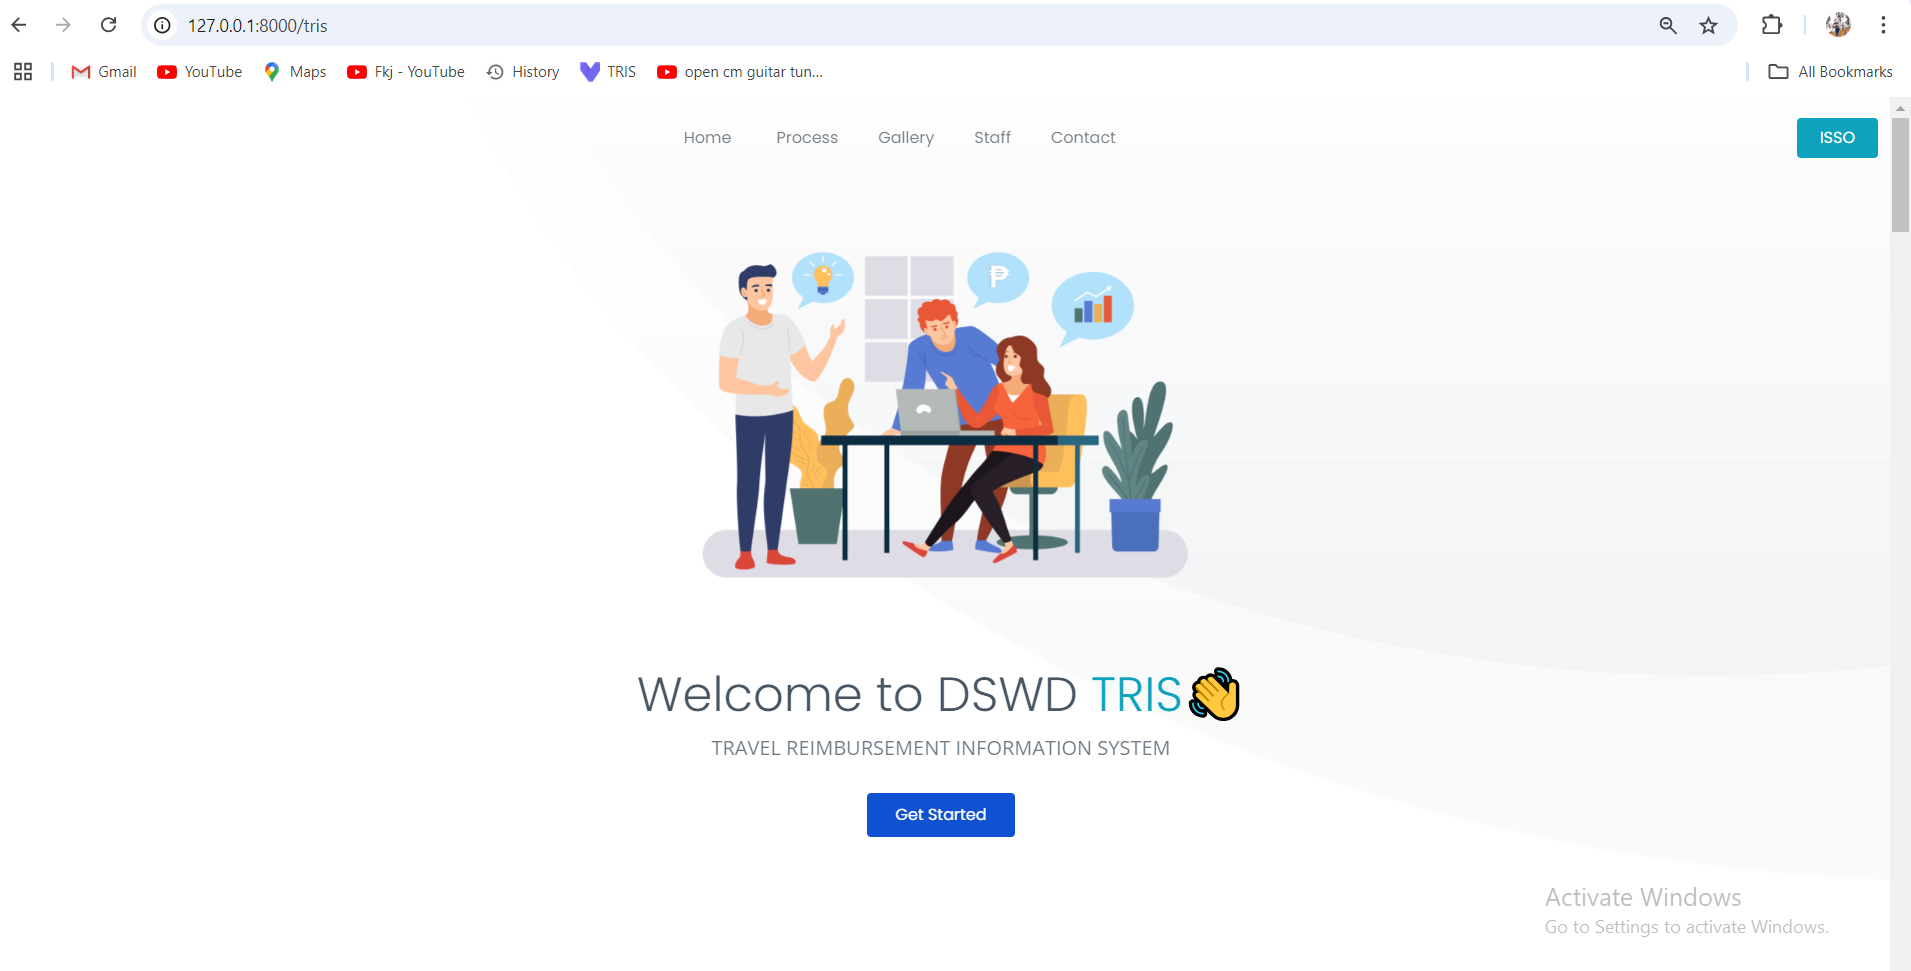 127.0.0.1:8000/tris
Gmail YouTube Maps Fkj - YouTube History TRIS open cm guitar tun... All Bookmarks
Home Process Gallery Staff Contact ISSO
₱
Welcome to DSWD TRIS
TRAVEL REIMBURSEMENT INFORMATION SYSTEM
Get Started
Activate Windows
Go to Settings to activate Windows.